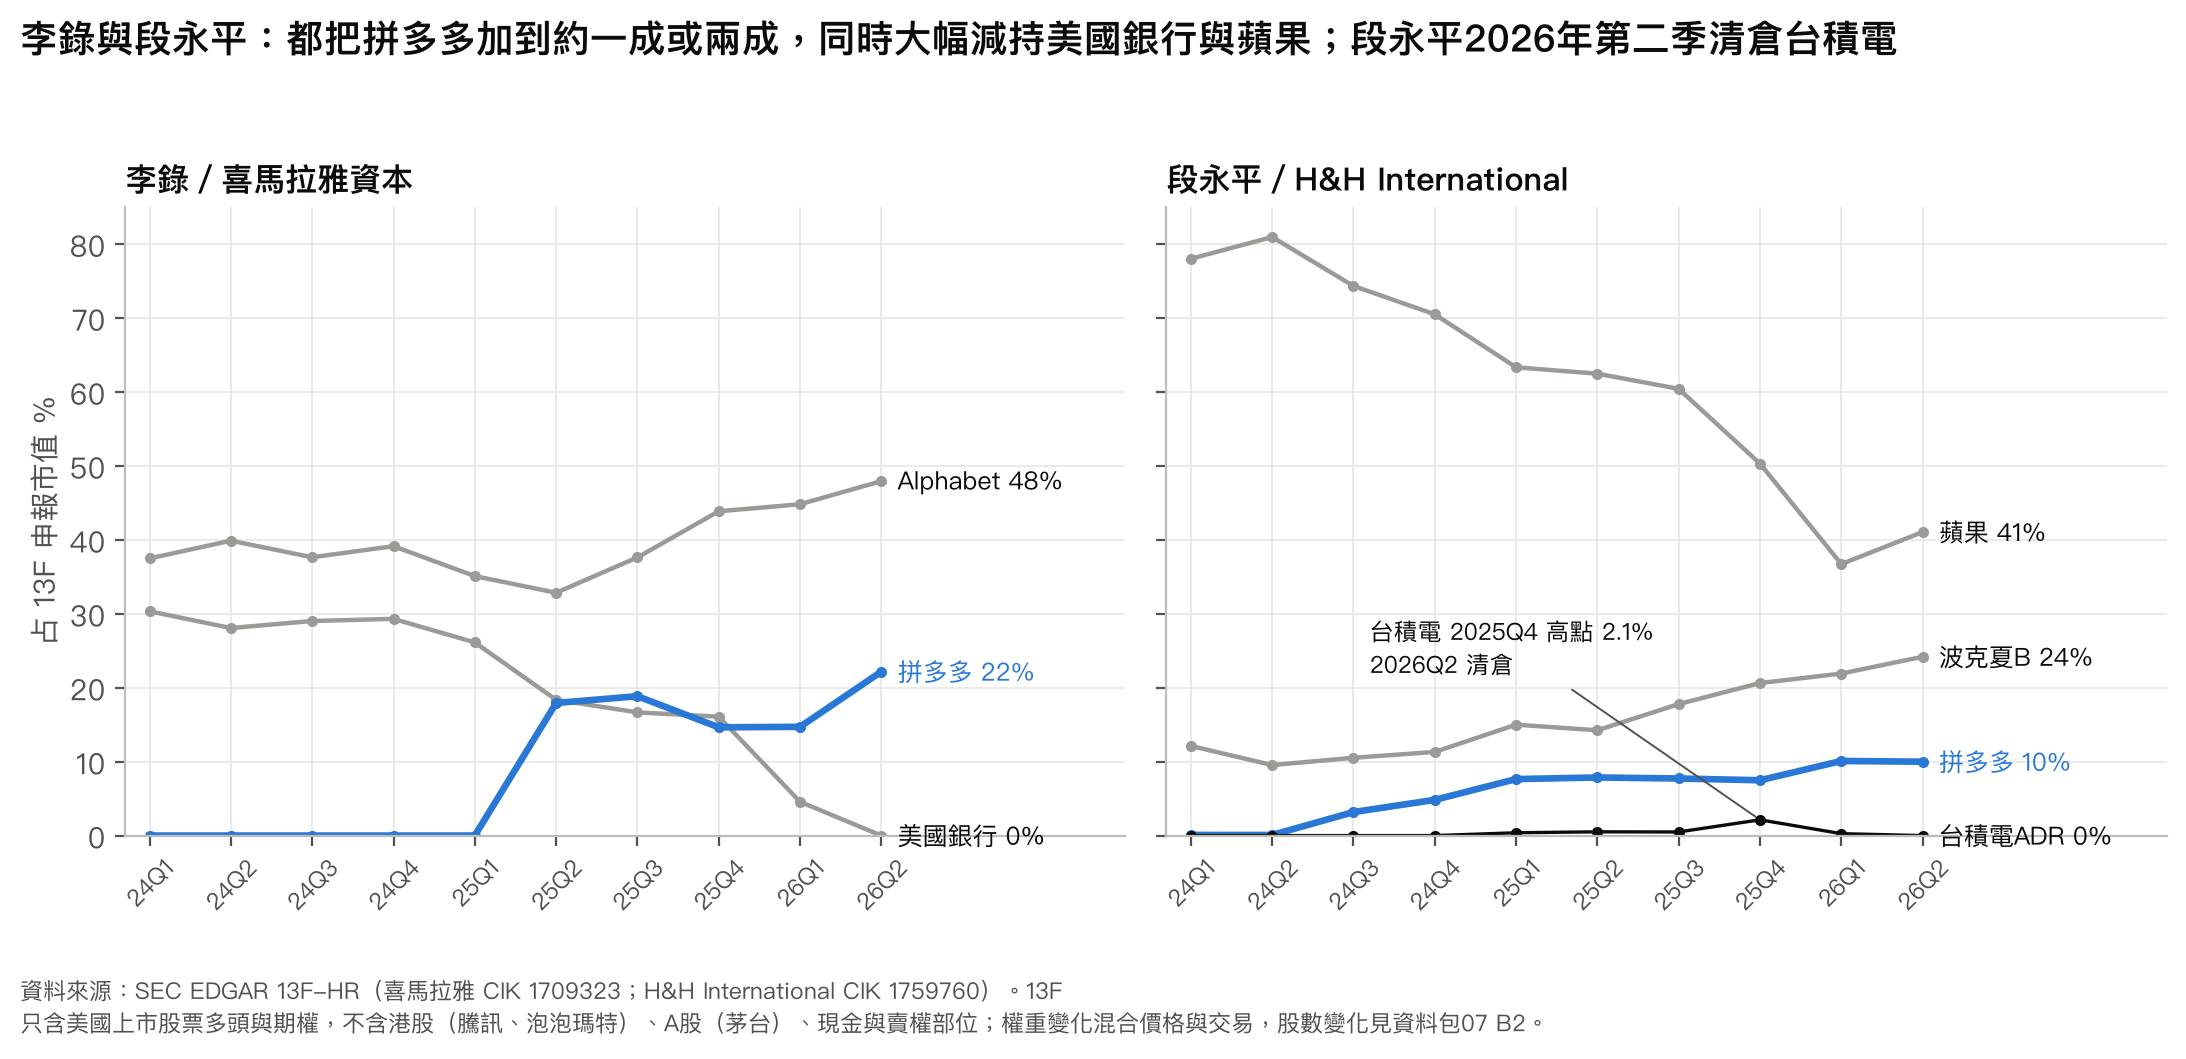 李錄與段永平：都把拼多多加到約一成或兩成，同時大幅減持美國銀行與蘋果；段永平2026年第二季清倉台積電
李錄 / 喜馬拉雅資本
占 13F 申報市值 %
80
70
60
50
40
30
20
10
0
Alphabet 48%
拼多多 22%
美國銀行 0%
24Q1
24Q2
24Q3
24Q4
25Q1
25Q2
25Q3
25Q4
26Q1
26Q2
段永平 / H&H International
蘋果 41%
台積電 2025Q4 高點 2.1%
2026Q2 清倉
波克夏B 24%
拼多多 10%
台積電ADR 0%
24Q1
24Q2
24Q3
24Q4
25Q1
25Q2
25Q3
25Q4
26Q1
26Q2
資料來源：SEC EDGAR 13F-HR（喜馬拉雅 CIK 1709323；H&H International CIK 1759760）。13F
只含美國上市股票多頭與期權，不含港股（騰訊、泡泡瑪特）、A股（茅台）、現金與賣權部位；權重變化混合價格與交易，股數變化見資料包07 B2。